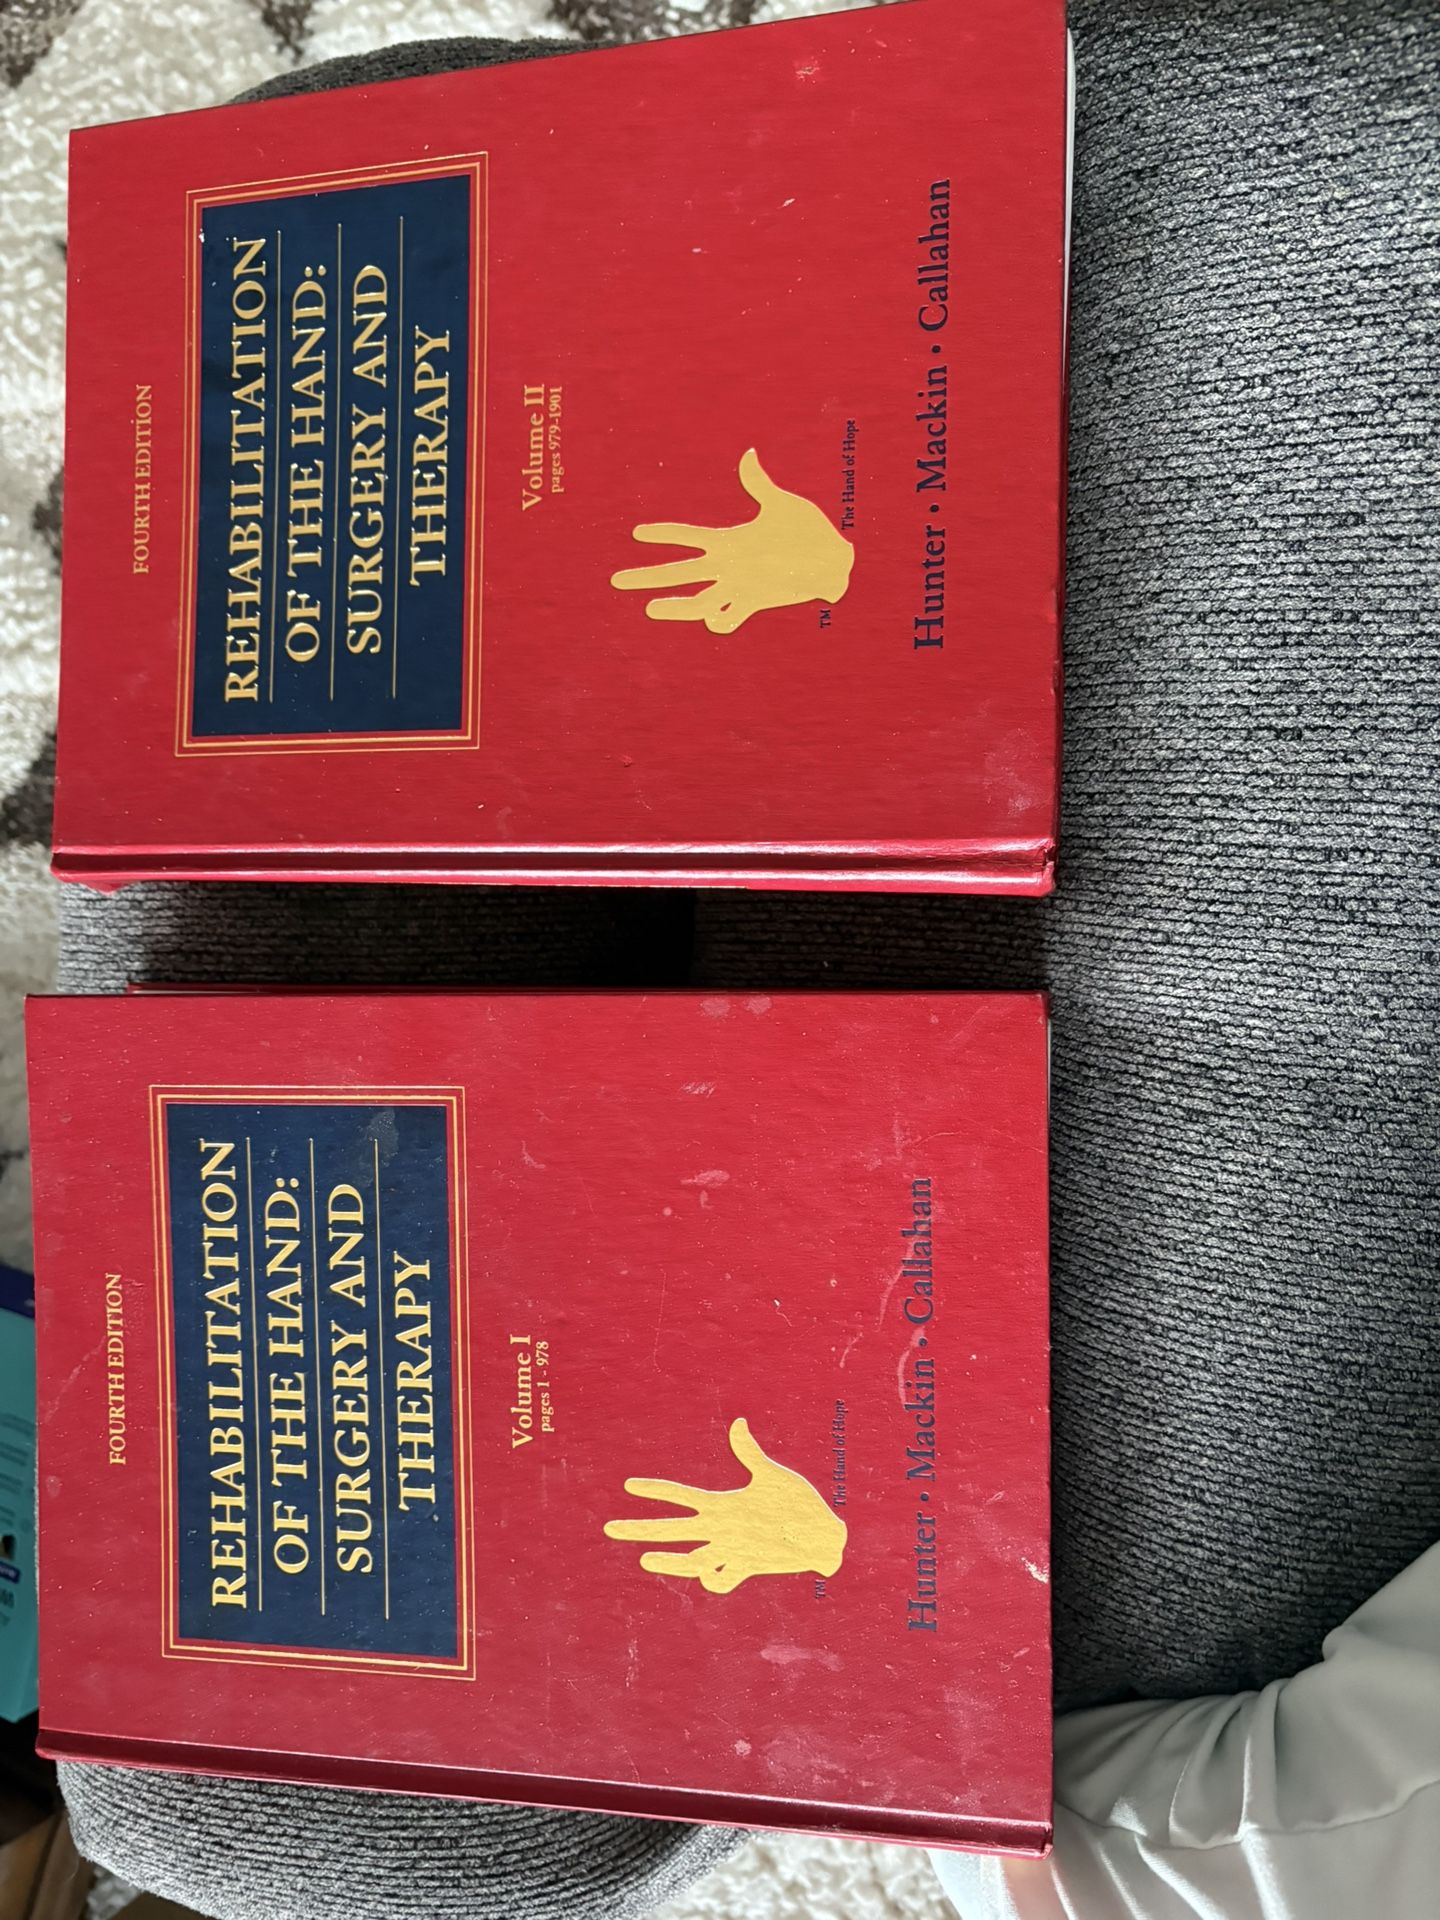 FOURTH EDITION
REHABILITATION
OF THE HAND:
SURGERY AND
THERAPY
Volume I
pages 1 - 978
TM
The Hand of Hope
Hunter • Mackin • Callahan
FOURTH EDITION
REHABILITATION
OF THE HAND:
SURGERY AND
THERAPY
Volume II
pages 979-1901
TM
The Hand of Hope
Hunter • Mackin • Callahan